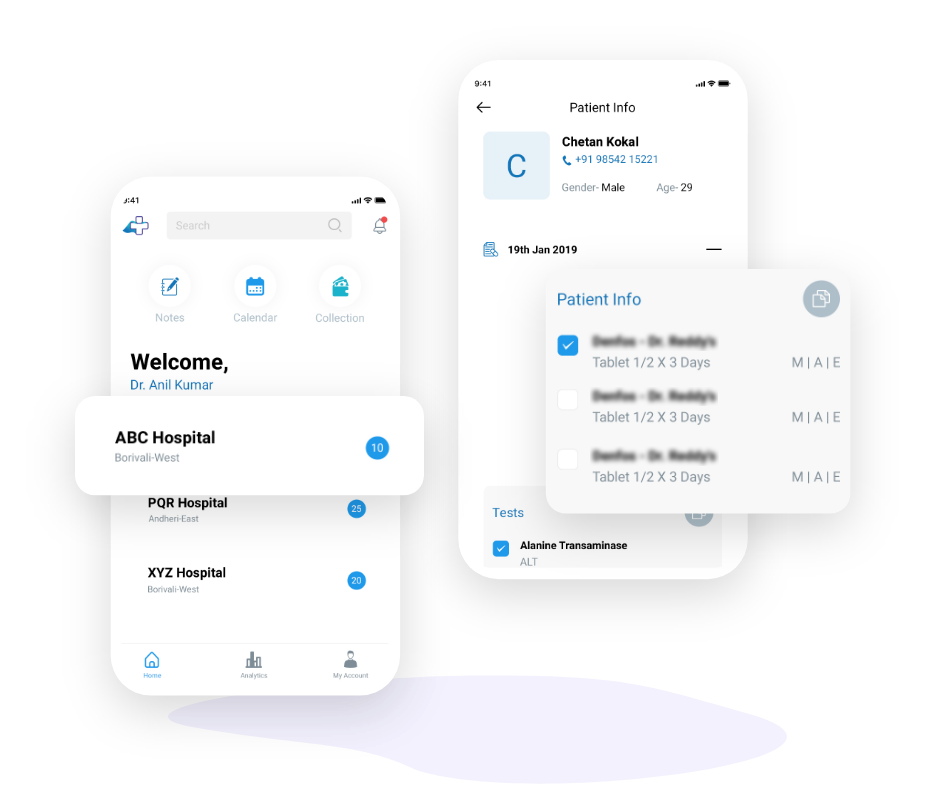 9:41
Search
Notes
Calendar
Collection
Welcome,
Dr. Anil Kumar
ABC Hospital
Borivali-West
10
PQR Hospital
Andheri-East
25
XYZ Hospital
Borivali-West
20
Home
Analytics
My Account
9:41
Patient Info
C
Chetan Kokal
+91 98542 15221
Gender- Male
Age- 29
19th Jan 2019
Patient Info
Tablet 1/2 X 3 Days
M | A | E
Tablet 1/2 X 3 Days
M | A | E
Tablet 1/2 X 3 Days
M | A | E
Tests
Alanine Transaminase
ALT